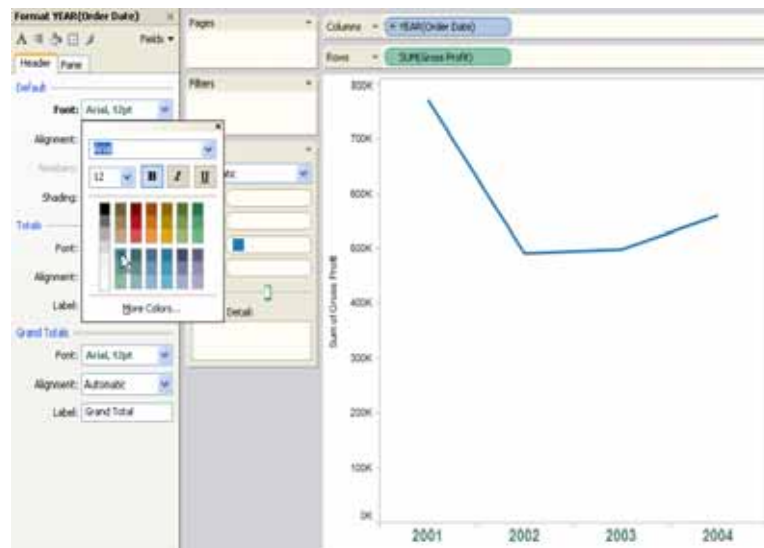 Format YEAR(Order Date)
Fields
Header
Pane
Default
Font: Arial, 12pt
Alignment:
Numbers:
Shading:
Totals
Font:
Alignment:
Label:
Grand Totals
Font: Arial, 12pt
Alignment: Automatic
Label: Grand Total
Arial
12
B
I
U
More Colors...
Pages
Filters
Detail:
Columns
YEAR(Order Date)
Rows
SUM(Gross Profit)
Sum of Gross Profit
800K
700K
600K
500K
400K
300K
200K
100K
0K
2001
2002
2003
2004